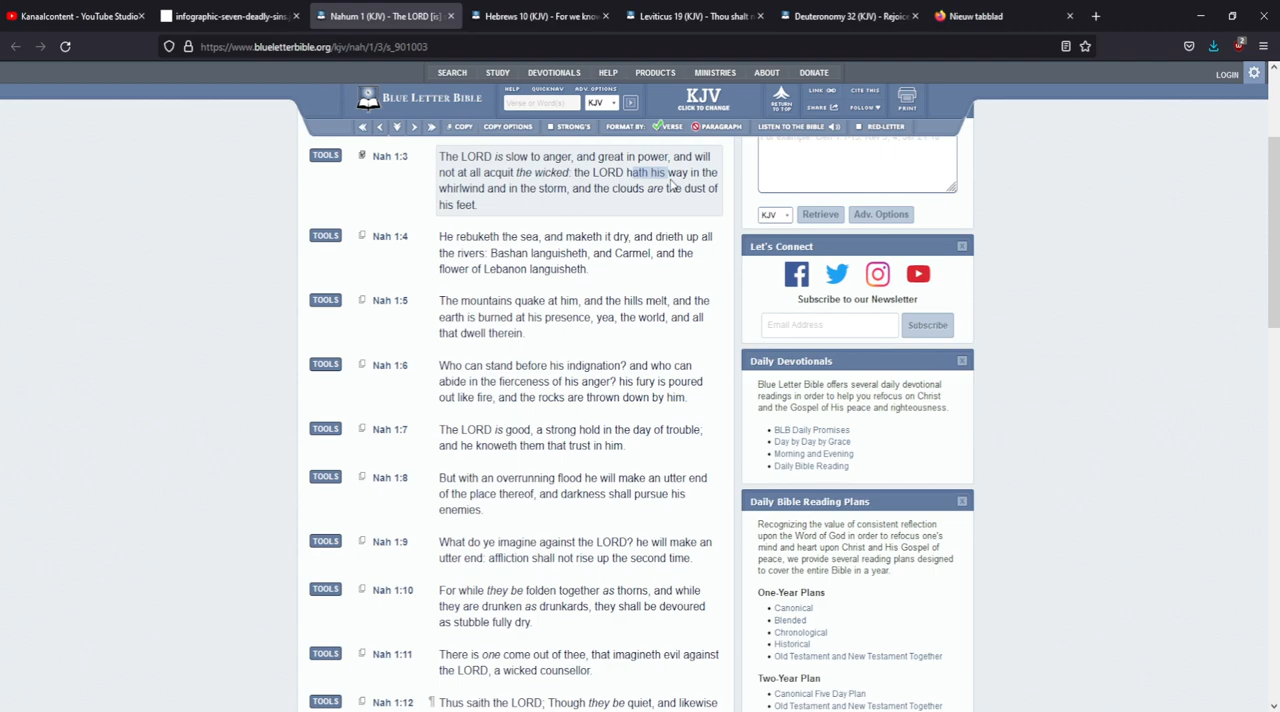 Kanaalcontent - YouTube Studio
infographic-seven-deadly-sins.j
Nahum 1 (KJV) - The LORD [is] s
Hebrews 10 (KJV) - For we know
Leviticus 19 (KJV) - Thou shalt n
Deuteronomy 32 (KJV) - Rejoice
Nieuw tabblad
https://www.blueletterbible.org/kjv/nah/1/3/s_901003
2
SEARCH STUDY DEVOTIONALS HELP PRODUCTS MINISTRIES ABOUT DONATE
LOGIN
BLUE LETTER BIBLE
HELP QUICKNAV ADV. OPTIONS
Verse or Word(s) KJV
KJV
CLICK TO CHANGE
RETURN
TO TOP
LINK
SHARE
CITE THIS
FOLLOW
PRINT
COPY COPY OPTIONS STRONG'S FORMAT BY: VERSE PARAGRAPH LISTEN TO THE BIBLE RED-LETTER
TOOLS Nah 1:3 The LORD is slow to anger, and great in power, and will
not at all acquit the wicked: the LORD hath his way in the
whirlwind and in the storm, and the clouds are the dust of
his feet.
TOOLS Nah 1:4 He rebuketh the sea, and maketh it dry, and drieth up all
the rivers: Bashan languisheth, and Carmel, and the
flower of Lebanon languisheth.
TOOLS Nah 1:5 The mountains quake at him, and the hills melt, and the
earth is burned at his presence, yea, the world, and all
that dwell therein.
TOOLS Nah 1:6 Who can stand before his indignation? and who can
abide in the fierceness of his anger? his fury is poured
out like fire, and the rocks are thrown down by him.
TOOLS Nah 1:7 The LORD is good, a strong hold in the day of trouble;
and he knoweth them that trust in him.
TOOLS Nah 1:8 But with an overrunning flood he will make an utter end
of the place thereof, and darkness shall pursue his
enemies.
TOOLS Nah 1:9 What do ye imagine against the LORD? he will make an
utter end: affliction shall not rise up the second time.
TOOLS Nah 1:10 For while they be folden together as thorns, and while
they are drunken as drunkards, they shall be devoured
as stubble fully dry.
TOOLS Nah 1:11 There is one come out of thee, that imagineth evil against
the LORD, a wicked counsellor.
TOOLS Nah 1:12 ¶ Thus saith the LORD; Though they be quiet, and likewise
KJV Retrieve Adv. Options
Let's Connect
Subscribe to our Newsletter
Email Address Subscribe
Daily Devotionals
Blue Letter Bible offers several daily devotional
readings in order to help you refocus on Christ
and the Gospel of His peace and righteousness.
• BLB Daily Promises
• Day by Day by Grace
• Morning and Evening
• Daily Bible Reading
Daily Bible Reading Plans
Recognizing the value of consistent reflection
upon the Word of God in order to refocus one's
mind and heart upon Christ and His Gospel of
peace, we provide several reading plans designed
to cover the entire Bible in a year.
One-Year Plans
• Canonical
• Blended
• Chronological
• Historical
• Old Testament and New Testament Together
Two-Year Plan
• Canonical Five Day Plan
• Old Testament and New Testament Together